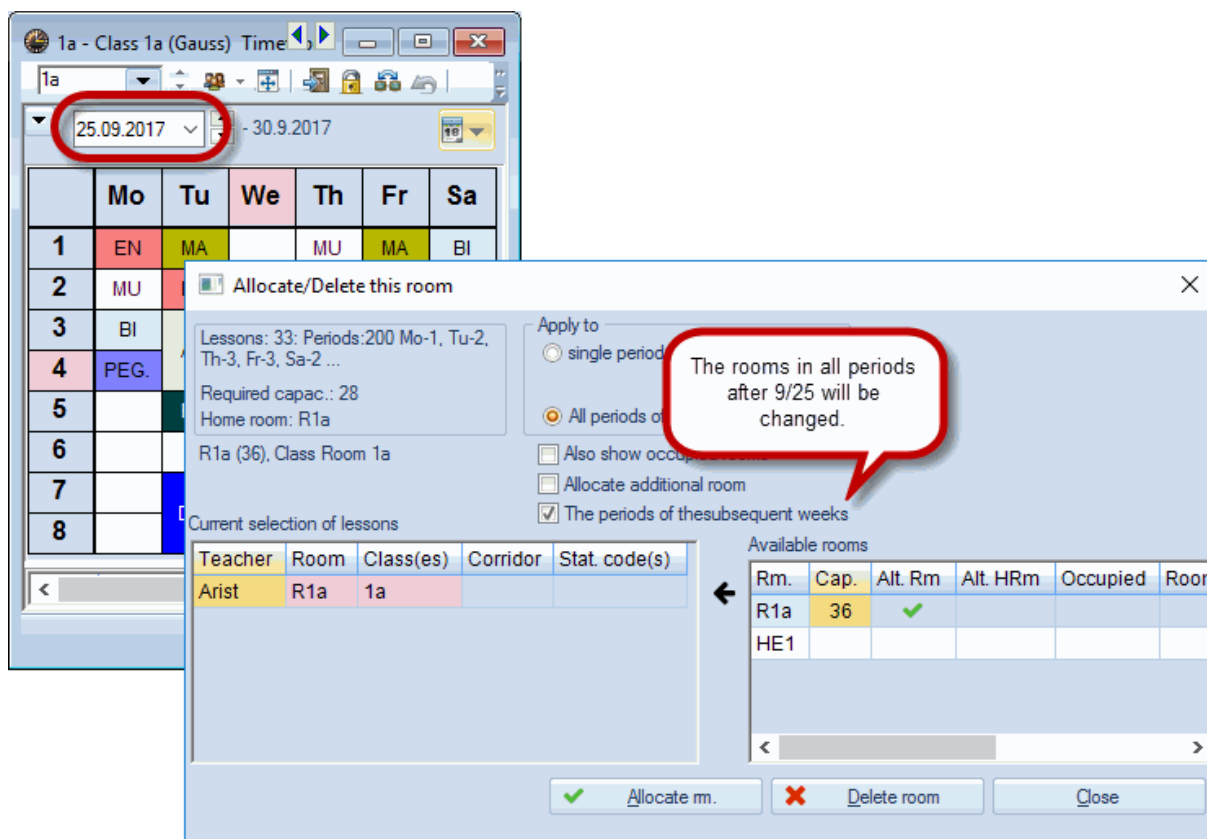 1a - Class 1a (Gauss) Time
1a
25.09.2017 - 30.9.2017
18
Mo Tu We Th Fr Sa
1 EN MA MU MA BI
2 MU
3 BI
4 PEG.
5
6
7
8
Allocate/Delete this room
Lessons: 33: Periods:200 Mo-1, Tu-2,
Th-3, Fr-3, Sa-2 ...
Required capac.: 28
Home room: R1a
R1a (36), Class Room 1a
Apply to
single period
All periods of
Also show occupied rooms
Allocate additional room
The periods of thesubsequent weeks
The rooms in all periods
after 9/25 will be
changed.
Current selection of lessons
Teacher Room Class(es) Corridor Stat. code(s)
Arist R1a 1a
Available rooms
Rm. Cap. Alt. Rm Alt. HRm Occupied Roor
R1a 36
HE1
Allocate rm. Delete room Close